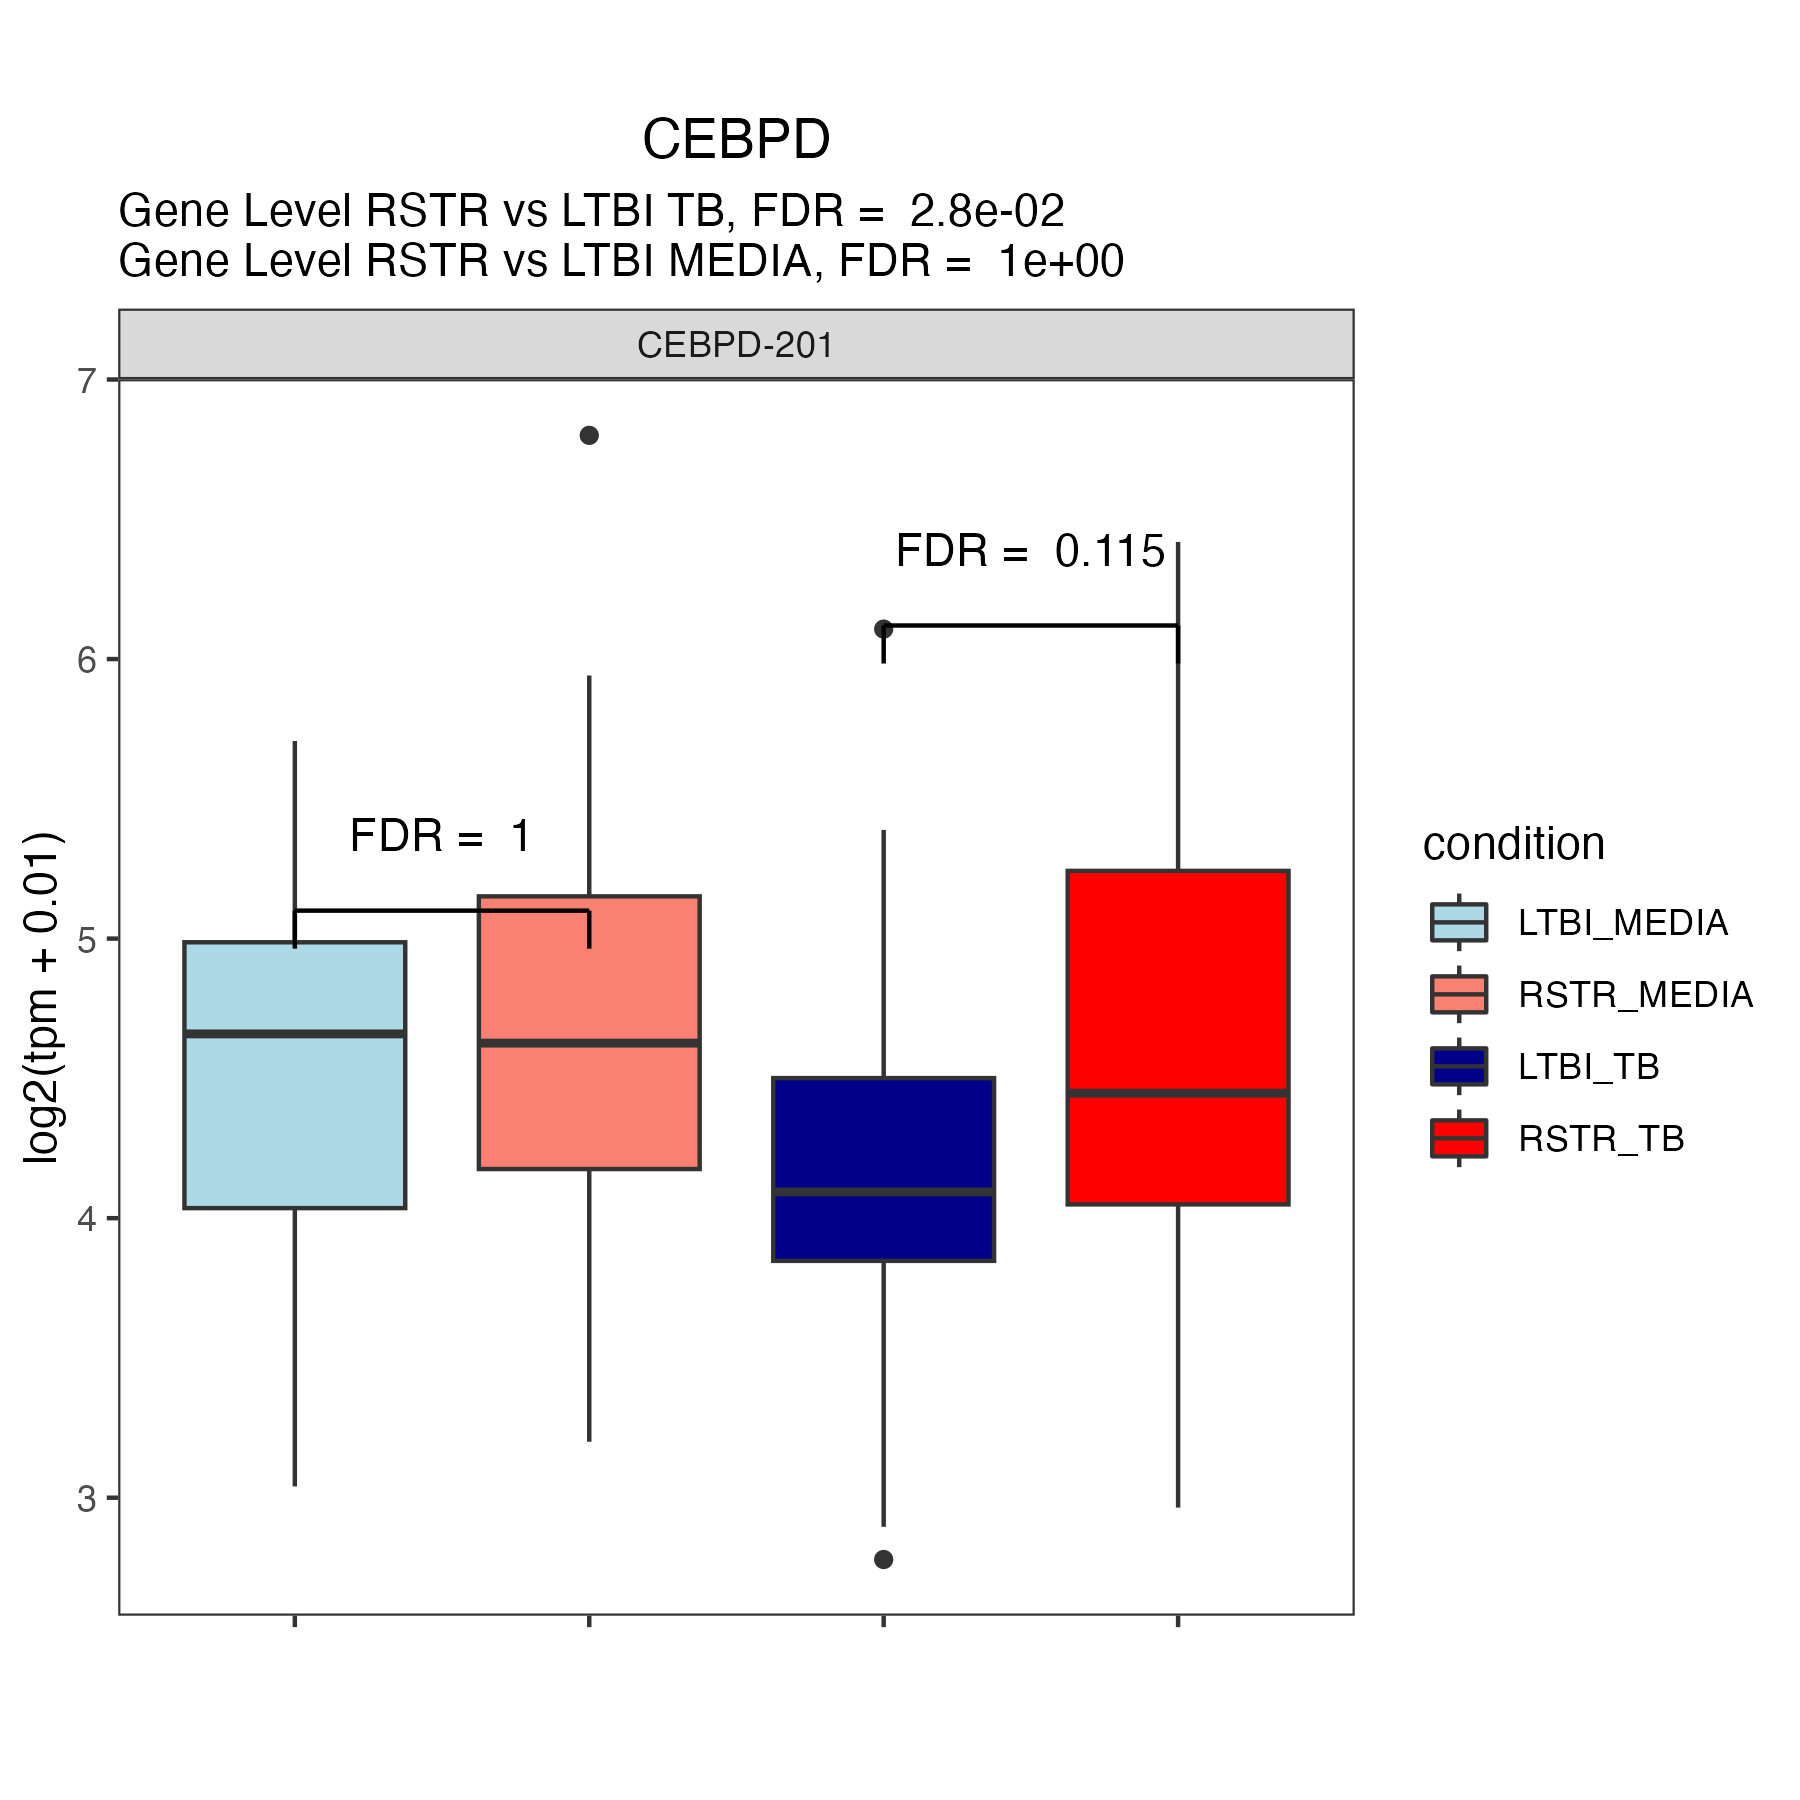 CEBPD
Gene Level RSTR vs LTBI TB, FDR =  2.8e-02
Gene Level RSTR vs LTBI MEDIA, FDR =  1e+00
CEBPD-201
7
6
5
4
3
log2(tpm + 0.01)
FDR =  0.115
FDR =  1
condition
LTBI_MEDIA
RSTR_MEDIA
LTBI_TB
RSTR_TB